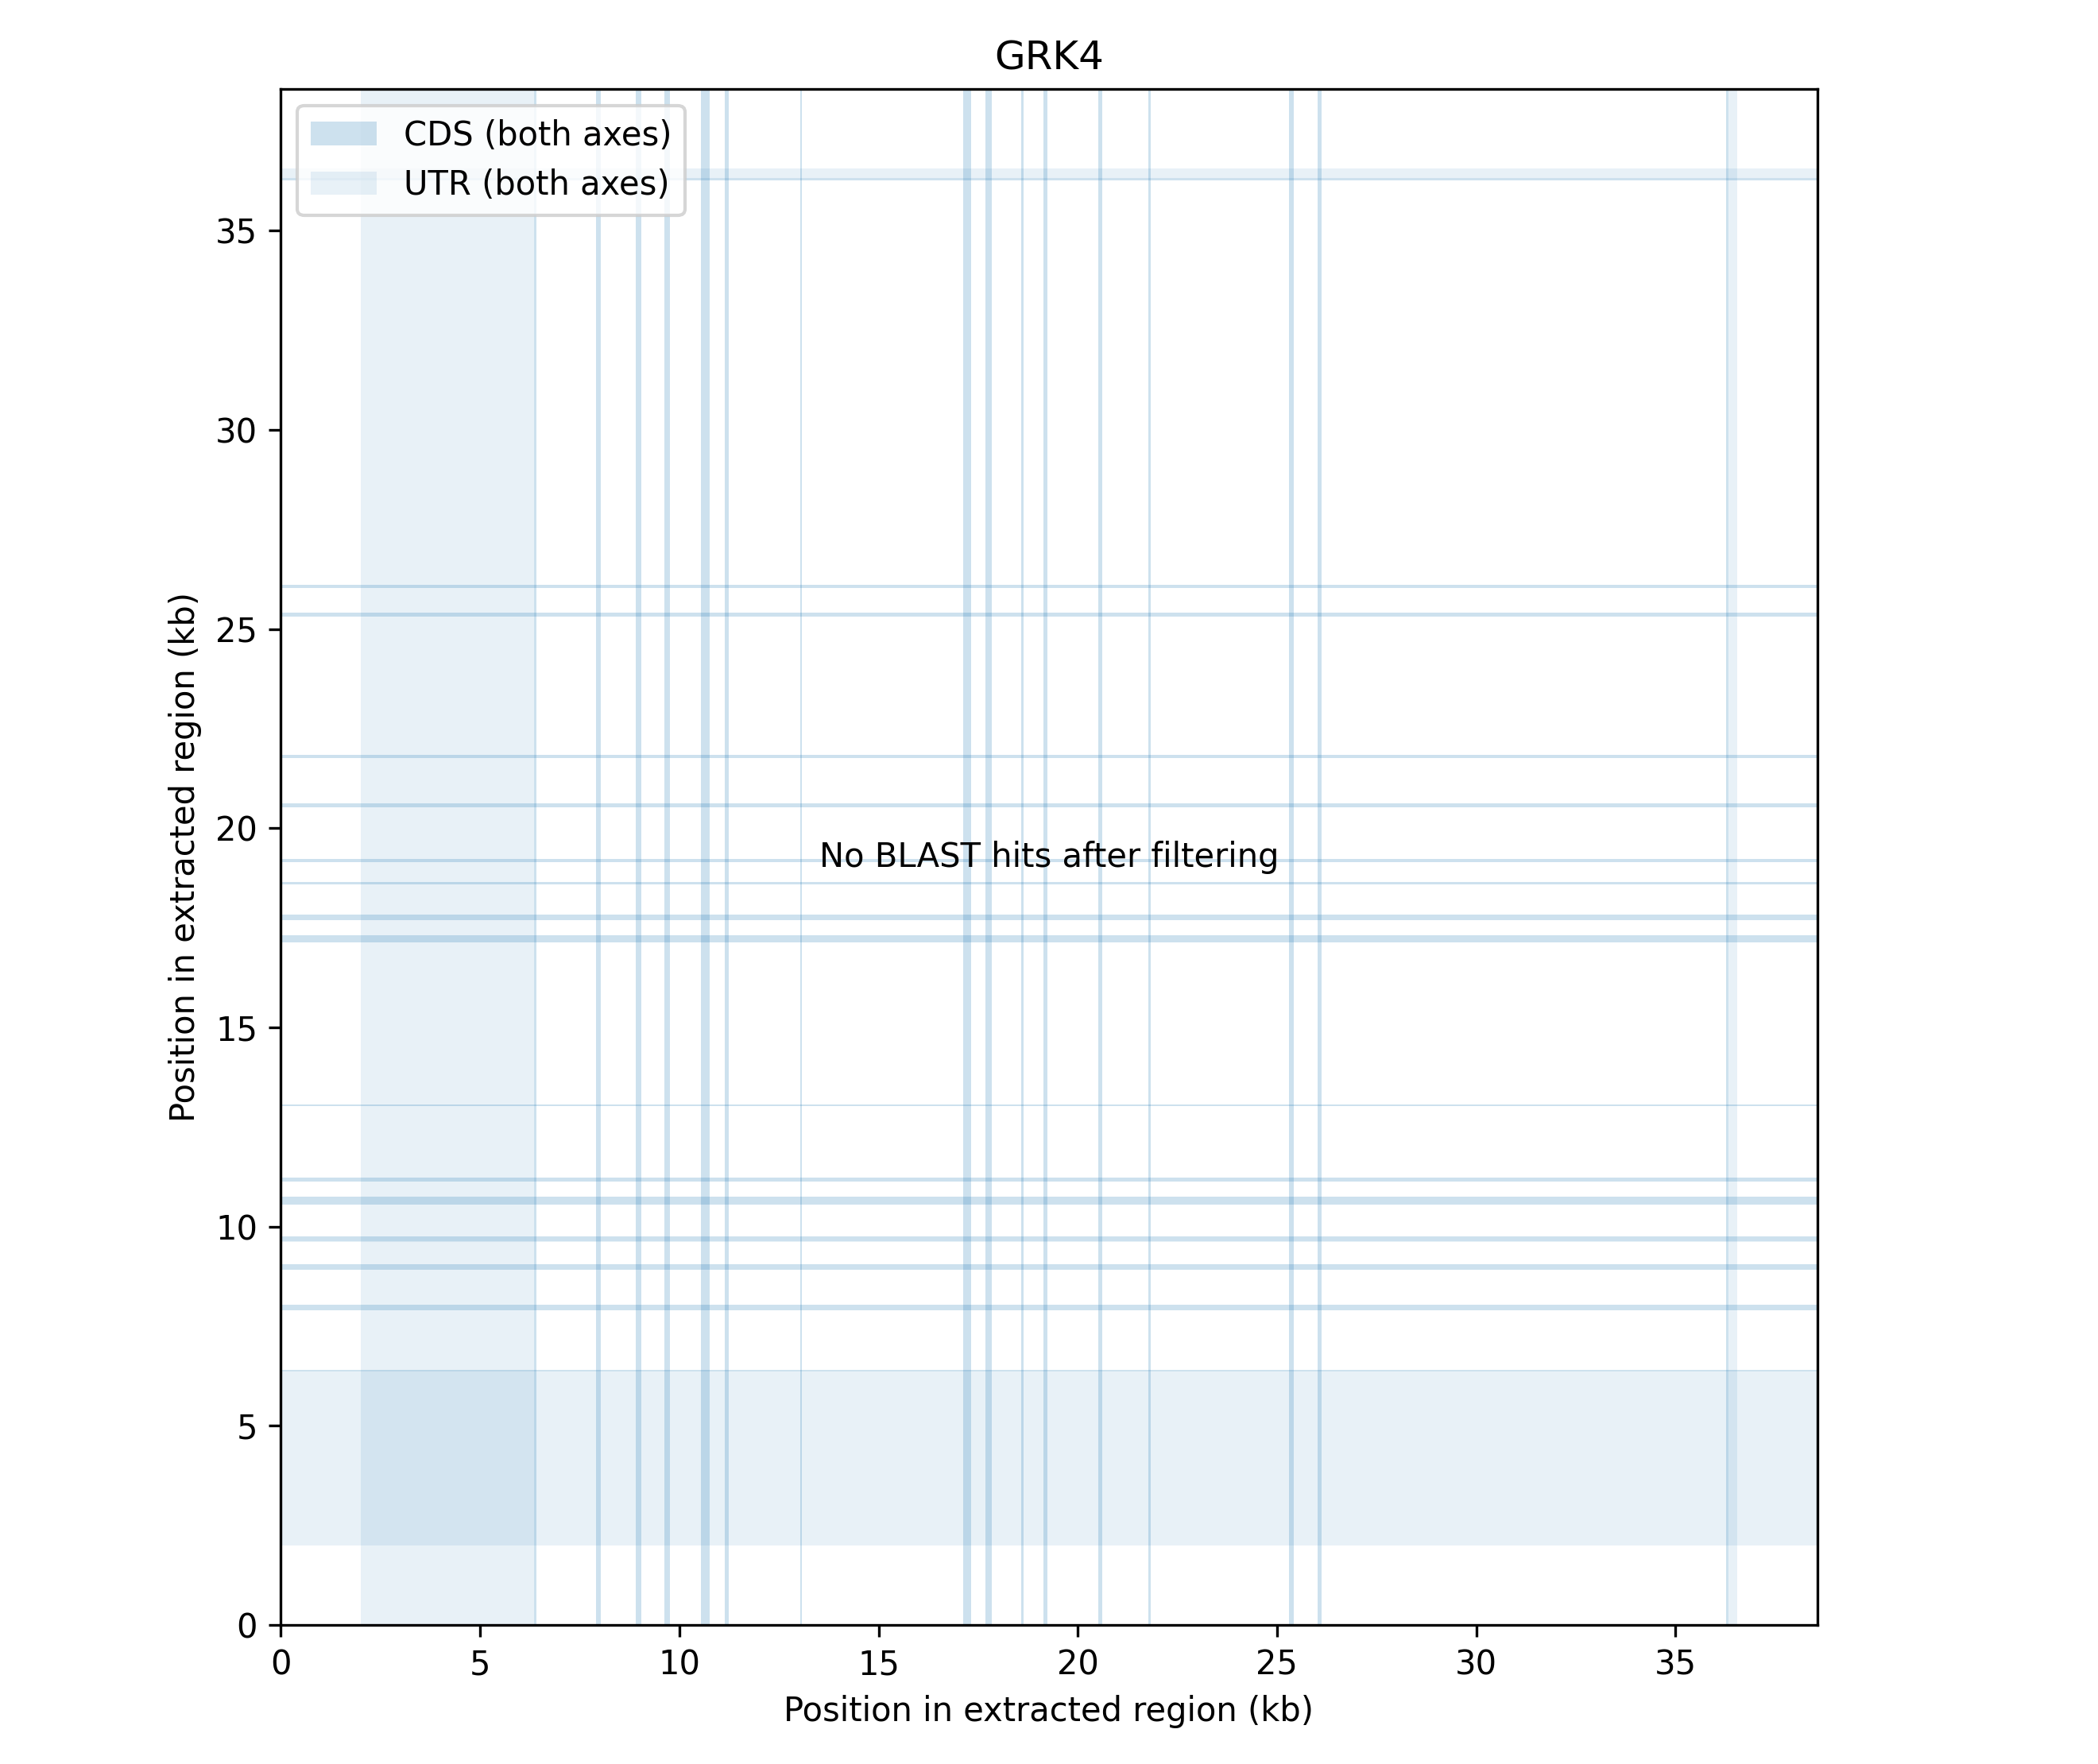 GRK4
CDS (both axes)
UTR (both axes)
35
30
25
20
15
10
5
0
Position in extracted region (kb)
No BLAST hits after filtering
0 5 10 15 20 25 30 35
Position in extracted region (kb)